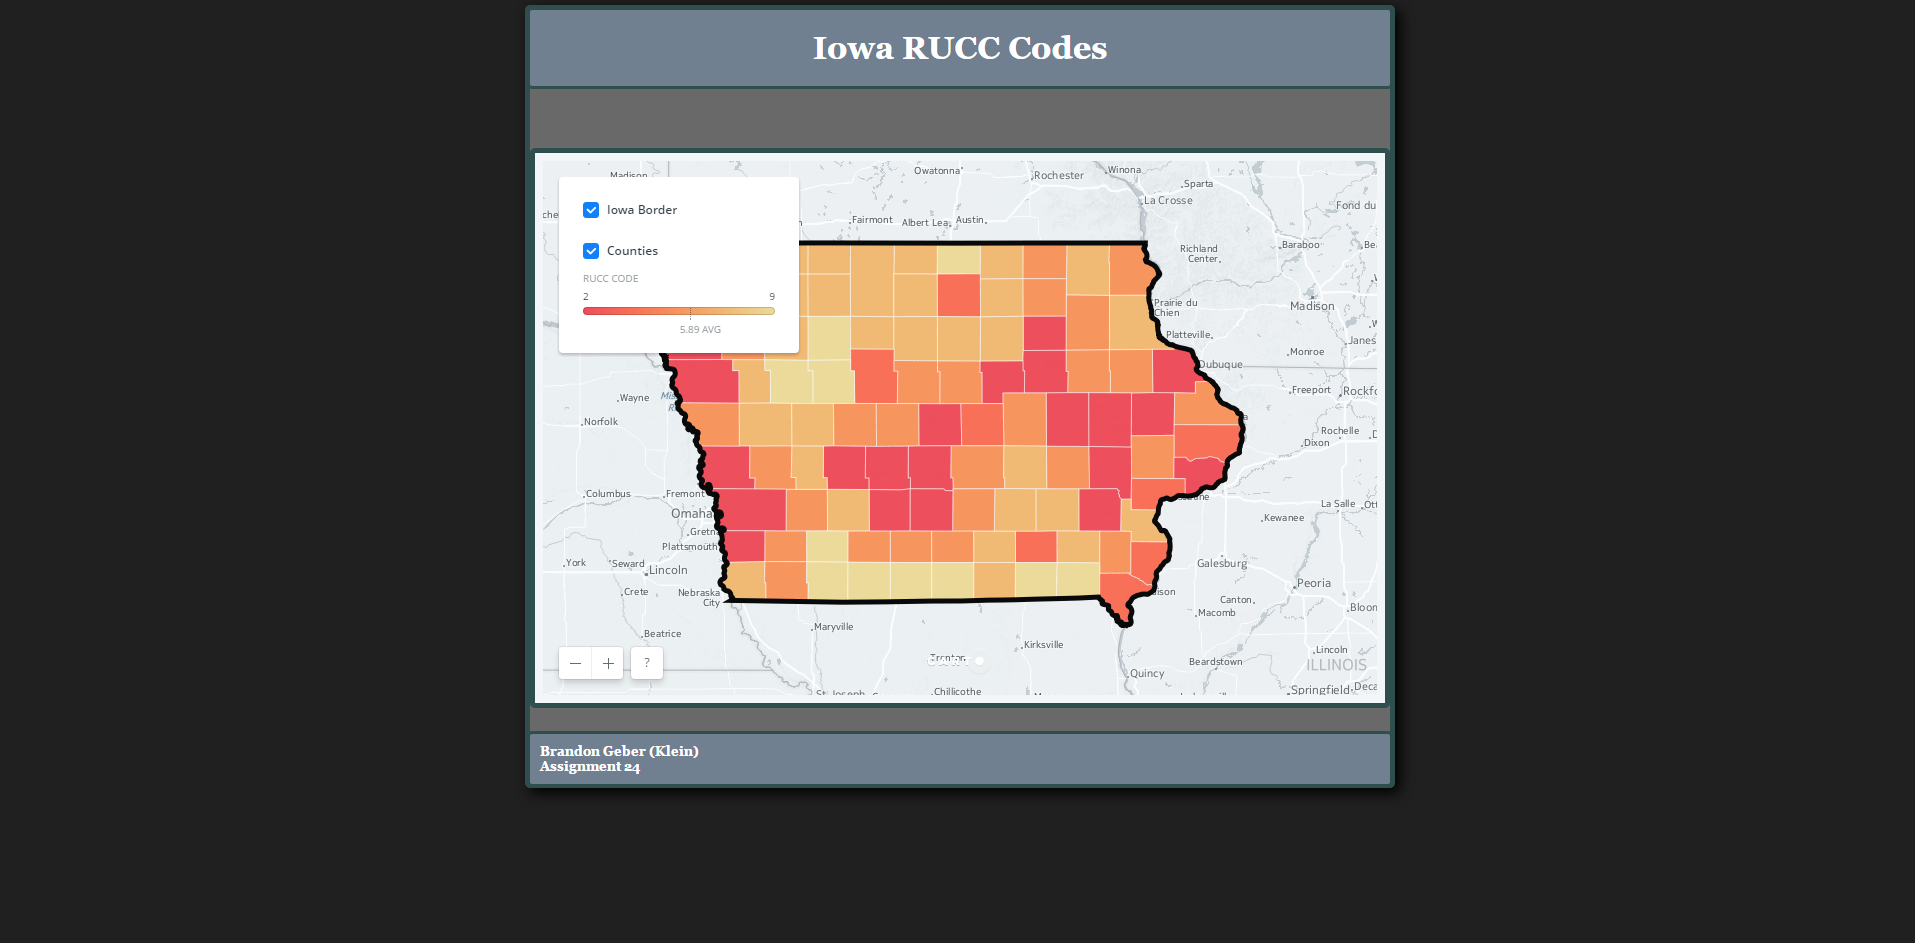 Iowa RUCC Codes
Madison
Owatonna
Rochester
Winona
Sparta
La Crosse
Fond du
Iowa Border
Fairmont
Albert Lea
Austin
Richland
Center
Baraboo
Counties
RUCC CODE
2
9
5.89 AVG
Prairie du
Chien
Madison
Platteville
Janes
Monroe
Dubuque
Wayne
Freeport
Rockfo
Norfolk
Rochelle
Dixon
Columbus
Fremont
La Salle
Omaha
Kewanee
Gretna
Plattsmouth
York
Seward
Lincoln
Galesburg
Peoria
Crete
Nebraska
City
Canton
Macomb
Bloom
Maryville
Beatrice
Kirksville
Lincoln
ILLINOIS
Trenton
Beardstown
?
Quincy
St Joseph
Chillicothe
Springfield
Deca
Brandon Geber (Klein)
Assignment 24